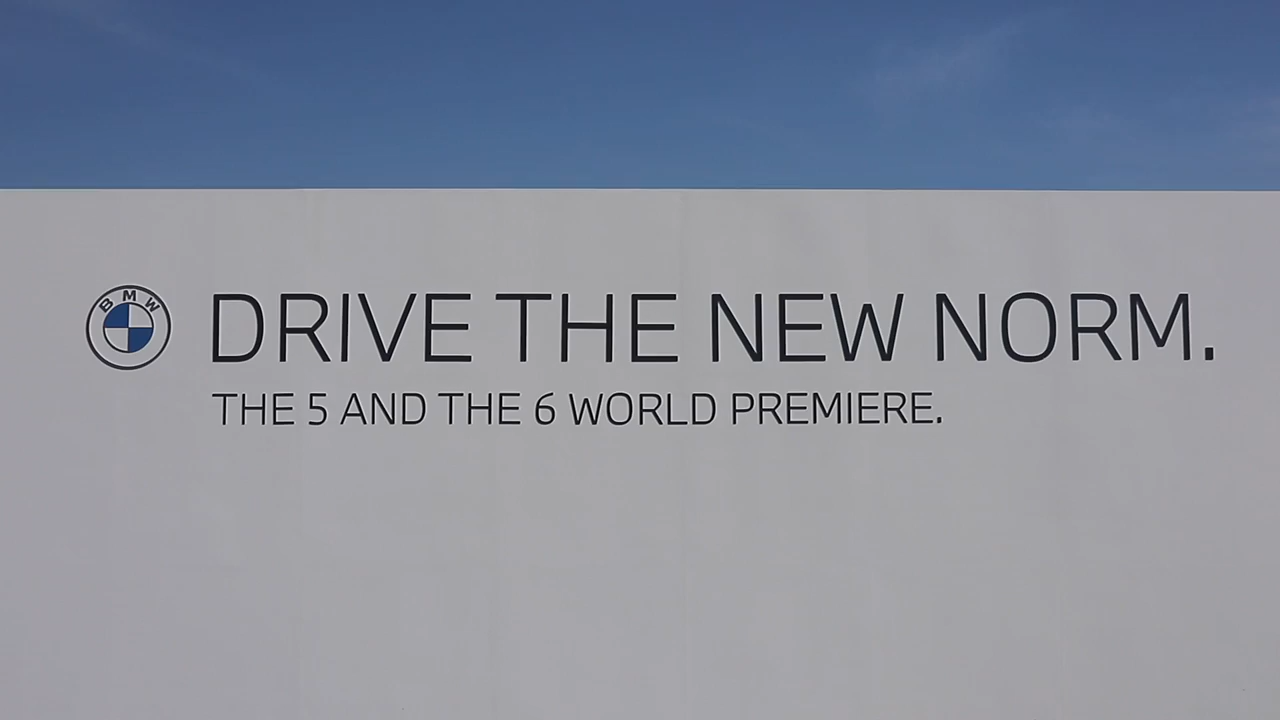 BMW
DRIVE THE NEW NORM.
THE 5 AND THE 6 WORLD PREMIERE.